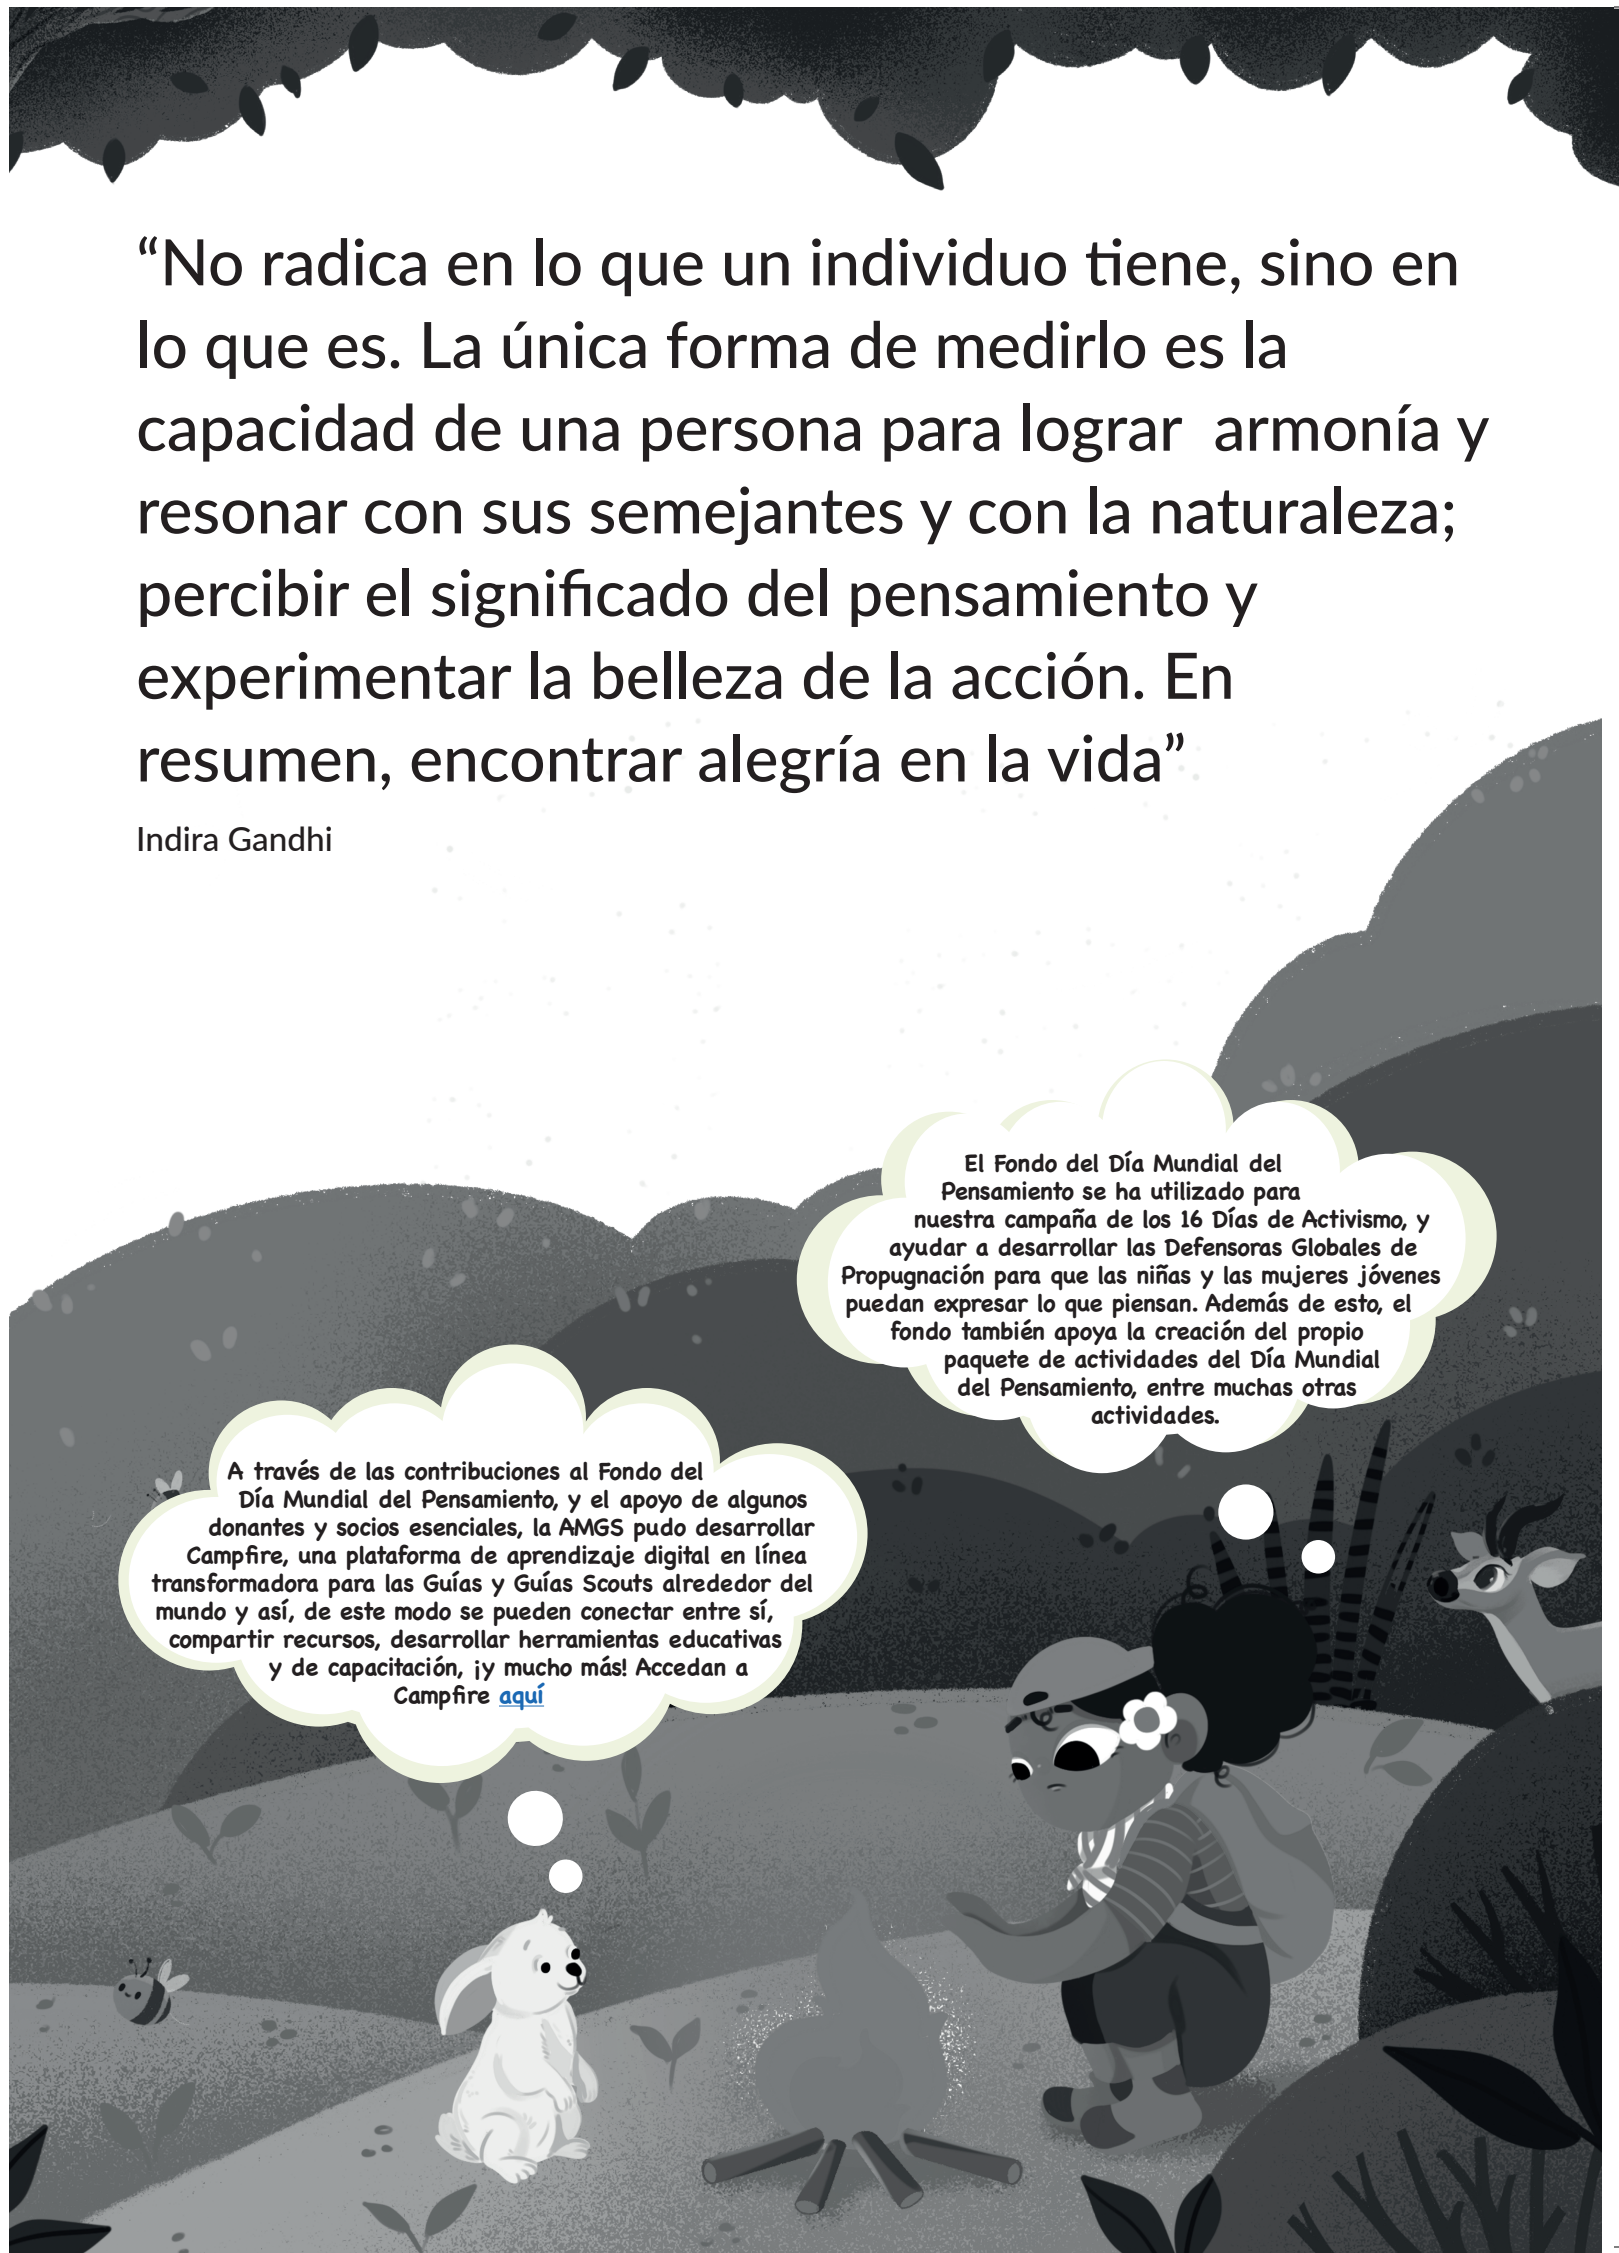 “No radica en lo que un individuo tiene, sino en
lo que es. La única forma de medirlo es la
capacidad de una persona para lograr  armonía y
resonar con sus semejantes y con la naturaleza;
percibir el significado del pensamiento y
experimentar la belleza de la acción. En
resumen, encontrar alegría en la vida”
Indira Gandhi
El Fondo del Día Mundial del
Pensamiento se ha utilizado para
nuestra campaña de los 16 Días de Activismo, y
ayudar a desarrollar las Defensoras Globales de
Propugnación para que las niñas y las mujeres jóvenes
puedan expresar lo que piensan. Además de esto, el
fondo también apoya la creación del propio
paquete de actividades del Día Mundial
del Pensamiento, entre muchas otras
actividades.
A través de las contribuciones al Fondo del
Día Mundial del Pensamiento, y el apoyo de algunos
donantes y socios esenciales, la AMGS pudo desarrollar
Campfire, una plataforma de aprendizaje digital en línea
transformadora para las Guías y Guías Scouts alrededor del
mundo y así, de este modo se pueden conectar entre sí,
compartir recursos, desarrollar herramientas educativas
y de capacitación, ¡y mucho más! Accedan a
Campfire aquí